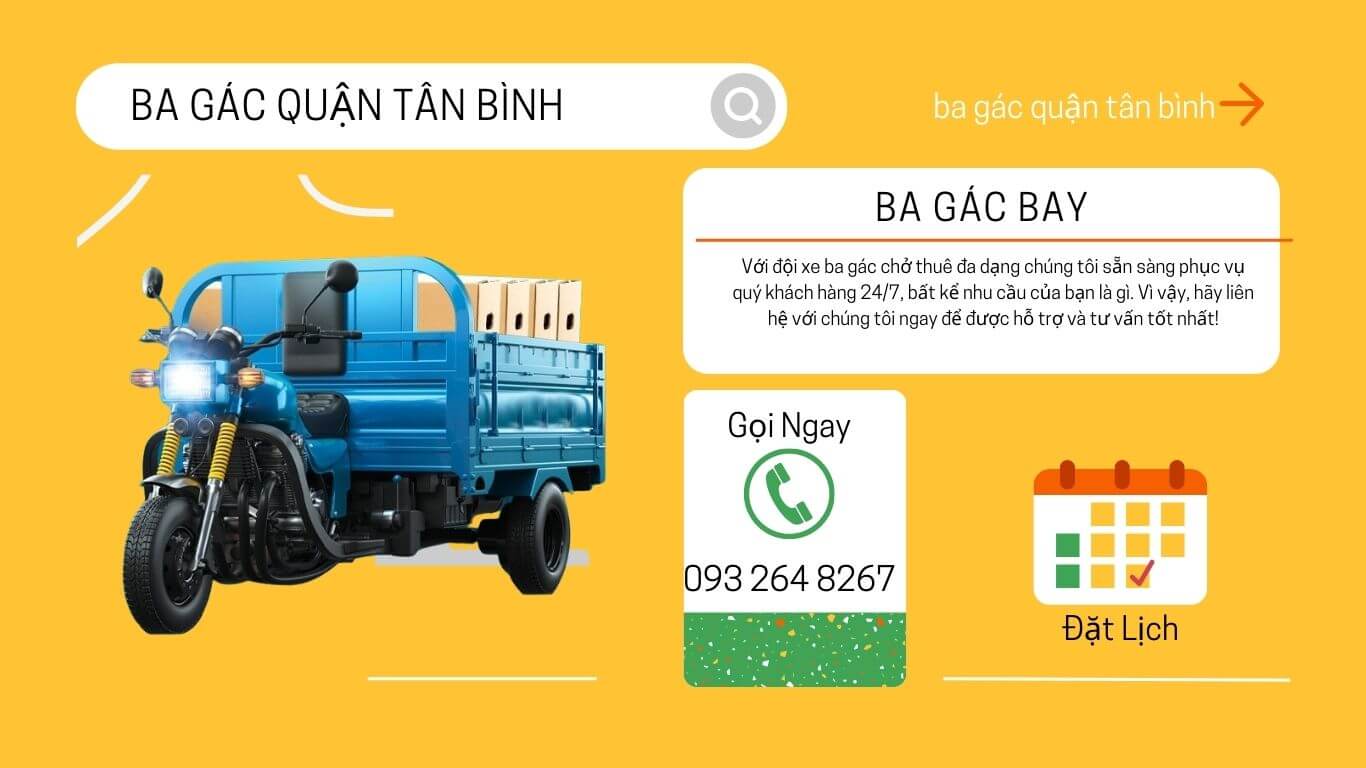 BA GÁC QUẬN TÂN BÌNH
ba gác quận tân bình
BA GÁC BAY
Với đội xe ba gác chở thuê đa dạng chúng tôi sẵn sàng phục vụ
quý khách hàng 24/7, bất kể nhu cầu của bạn là gì. Vì vậy, hãy liên
hệ với chúng tôi ngay để được hỗ trợ và tư vấn tốt nhất!
Gọi Ngay
093 264 8267
Đặt Lịch